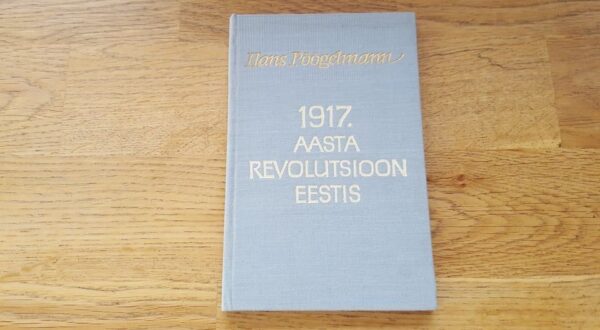 Hans Pöögelmann
1917.
AASTA
REVOLUTSIOON
EESTIS